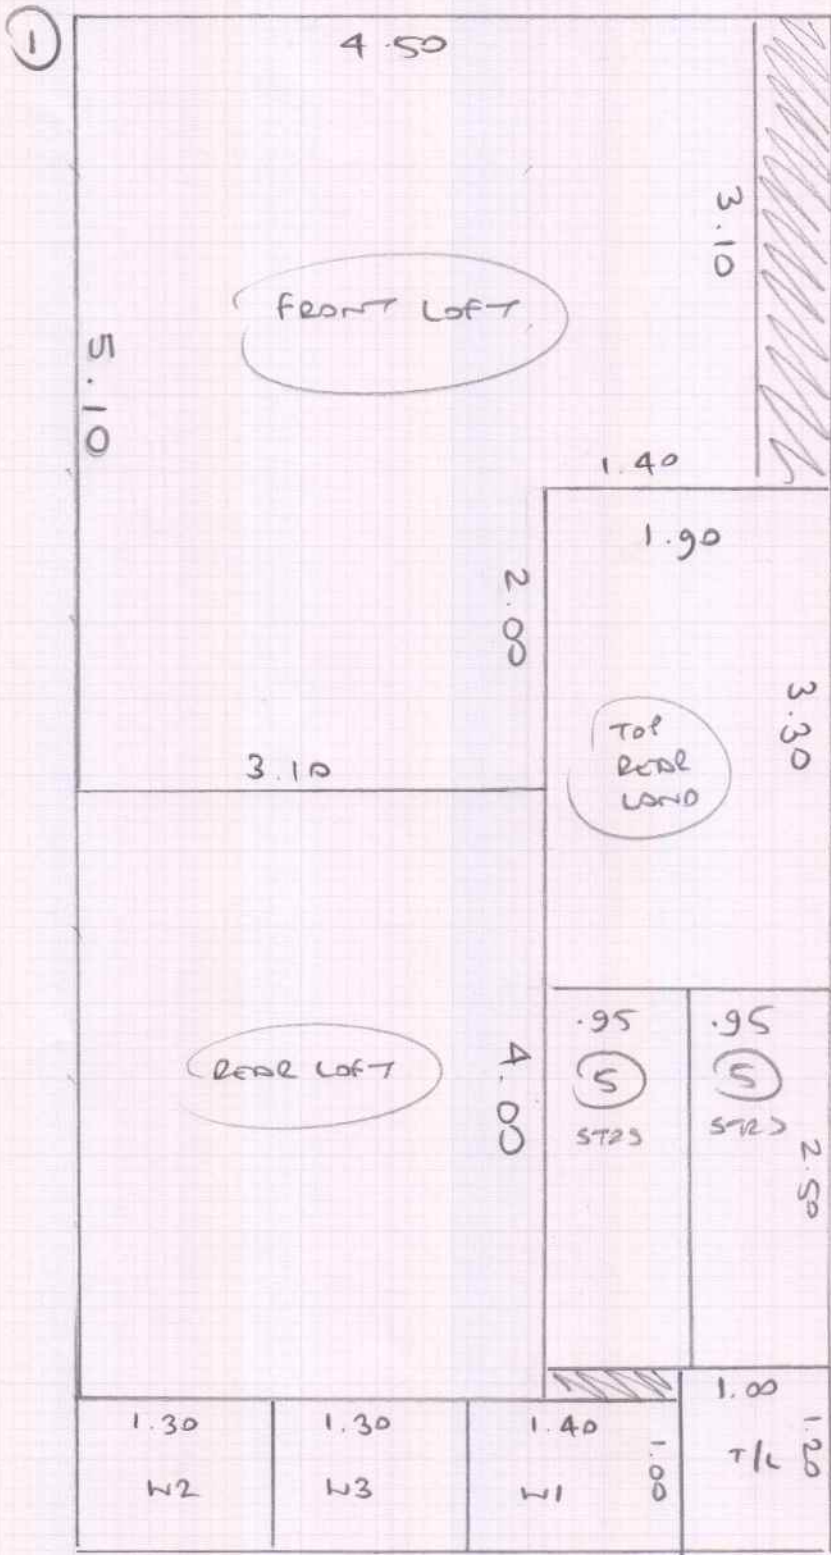 1
4.50
3.10
FRONT LOFT
5.10
1.40
1.90
2.00
3.30
TOP
REAR
LAND
3.10
.95
.95
REAR LOFT
4.00
5
5
STRS
STRS
2.50
1.00
1.30
1.30
1.40
1.00
1.20
W2
W3
W1
T/L